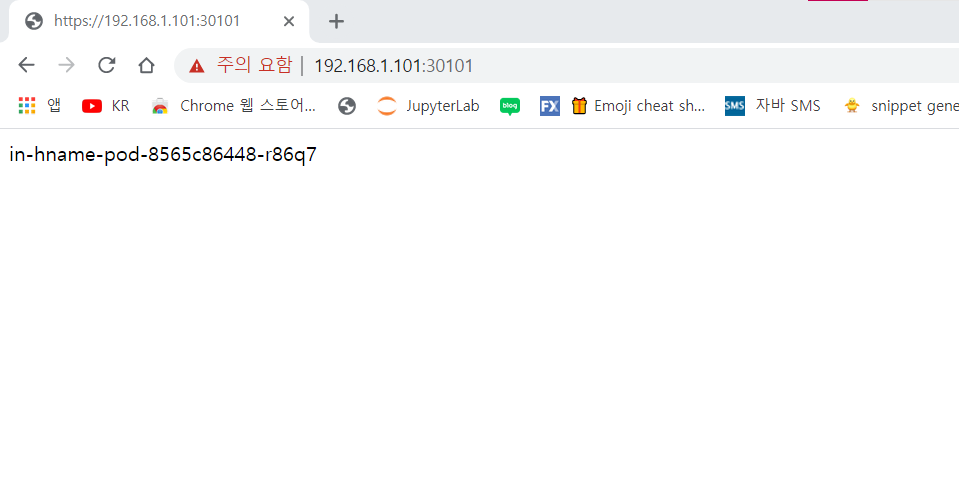 https://192.168.1.101:30101
주의 요함 | 192.168.1.101:30101
앱 KR Chrome 웹 스토어... JupyterLab blog FX Emoji cheat sh... SMS 자바 SMS snippet gene
in-hname-pod-8565c86448-r86q7